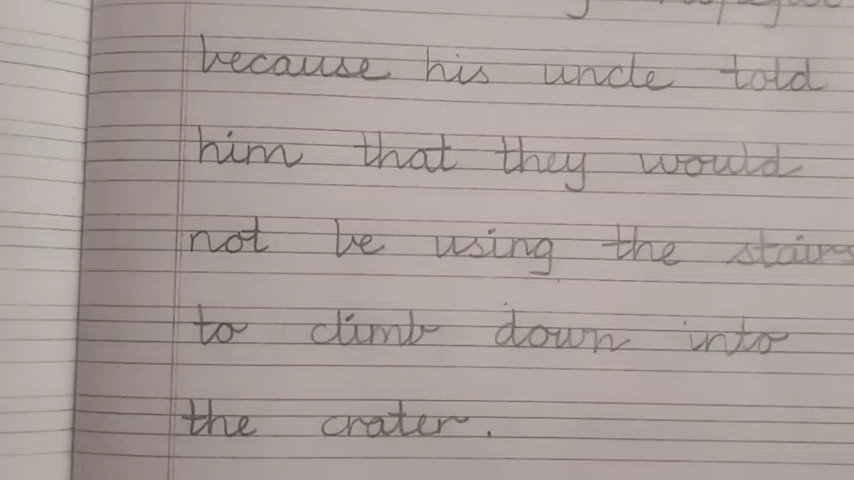 because his uncle told
him that they would
not be using the stairs
to climb down into
the crater.